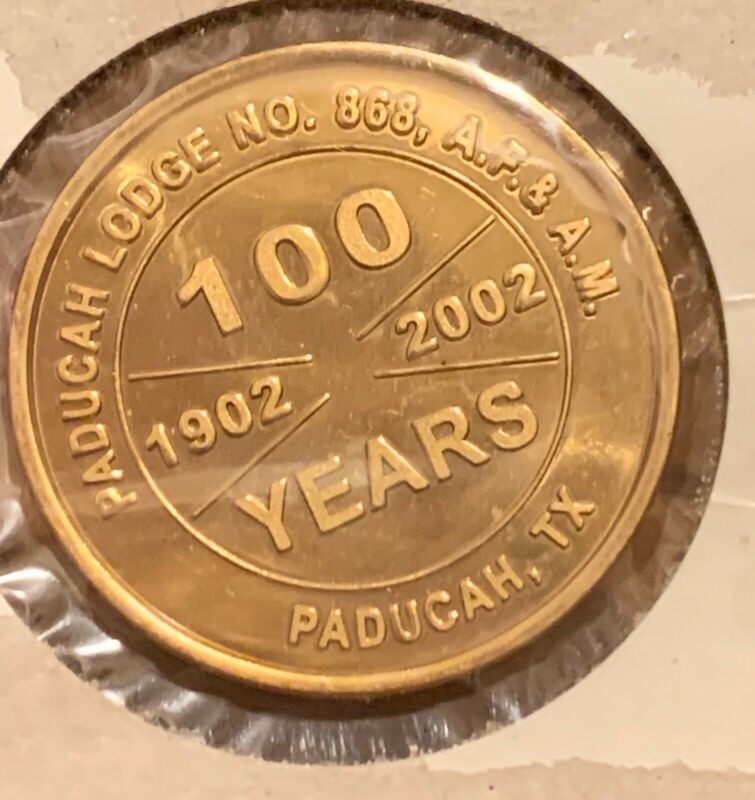 PADUCAH LODGE NO. 868, A.F. & A.M.
100
1902
2002
YEARS
PADUCAH, TX